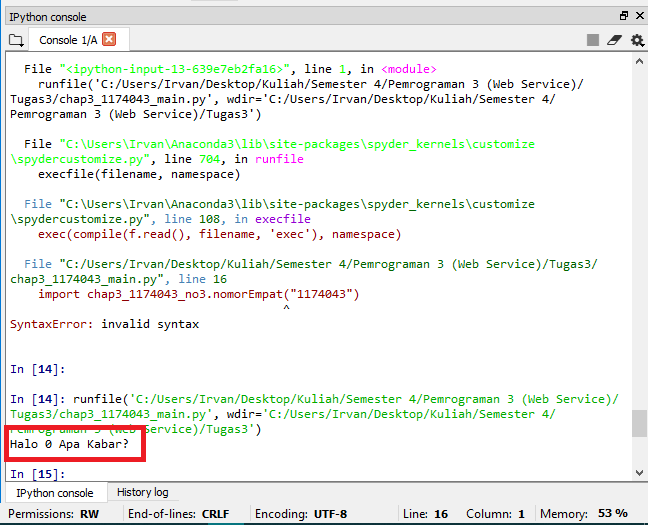 IPython console
Console 1/A
File "<ipython-input-13-639e7eb2fa16>", line 1, in <module>
runfile('C:/Users/Irvan/Desktop/Kuliah/Semester 4/Pemrograman 3 (Web Service)/
Tugas3/chap3_1174043_main.py', wdir='C:/Users/Irvan/Desktop/Kuliah/Semester 4/
Pemrograman 3 (Web Service)/Tugas3')
File "C:\Users\Irvan\Anaconda3\lib\site-packages\spyder_kernels\customize
\spydercustomize.py", line 704, in runfile
execfile(filename, namespace)
File "C:\Users\Irvan\Anaconda3\lib\site-packages\spyder_kernels\customize
\spydercustomize.py", line 108, in execfile
exec(compile(f.read(), filename, 'exec'), namespace)
File "C:/Users/Irvan/Desktop/Kuliah/Semester 4/Pemrograman 3 (Web Service)/Tugas3/
chap3_1174043_main.py", line 16
import chap3_1174043_no3.nomorEmpat("1174043")
^
SyntaxError: invalid syntax
In [14]:
In [14]: runfile('C:/Users/Irvan/Desktop/Kuliah/Semester 4/Pemrograman 3 (Web Service)/
Tugas3/chap3_1174043_main.py', wdir='C:/Users/Irvan/Desktop/Kuliah/Semester 4/
Pemrograman 3 (Web Service)/Tugas3')
Halo 0 Apa Kabar?
In [15]:
IPython console History log
Permissions: RW End-of-lines: CRLF Encoding: UTF-8 Line: 16 Column: 1 Memory: 53 %